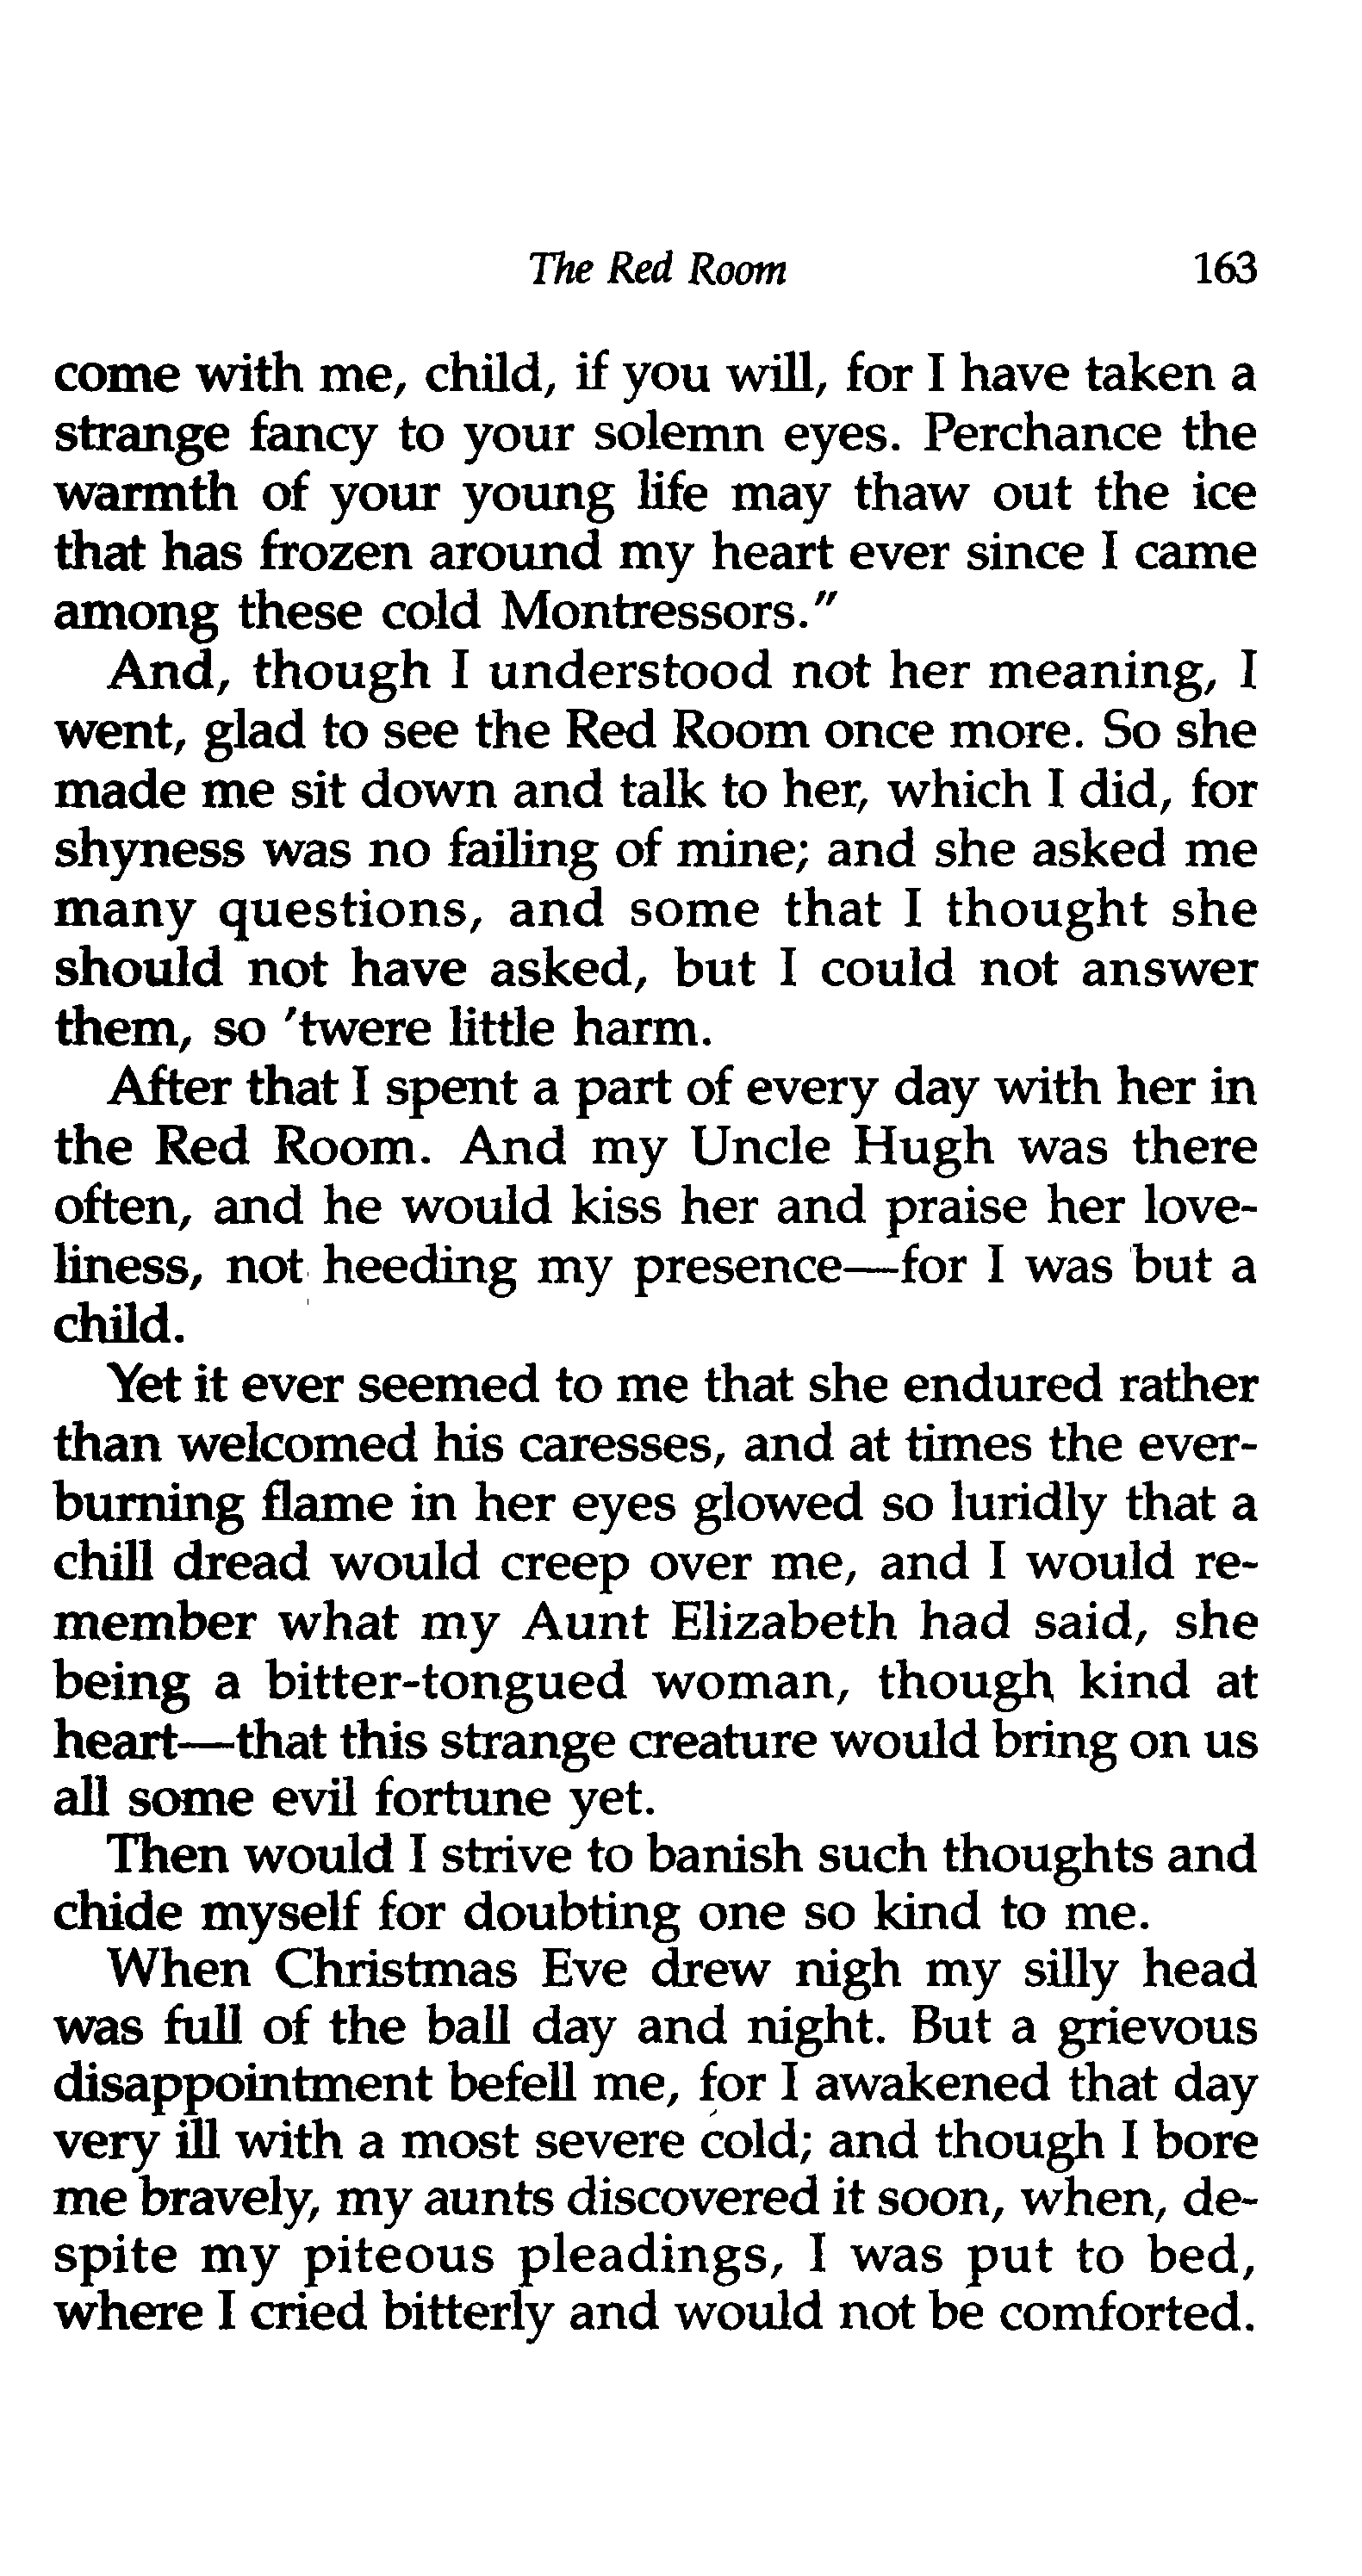 The Red Room 163
come with me, child, if you will, for I have taken a
strange fancy to your solemn eyes. Perchance the
warmth of your young life may thaw out the ice
that has frozen around my heart ever since I came
among these cold Montressors."
And, though I understood not her meaning, I
went, glad to see the Red Room once more. So she
made me sit down and talk to her, which I did, for
shyness was no failing of mine; and she asked me
many questions, and some that I thought she
should not have asked, but I could not answer
them, so 'twere little harm.
After that I spent a part of every day with her in
the Red Room. And my Uncle Hugh was there
often, and he would kiss her and praise her love-
liness, not heeding my presence—for I was but a
child.
Yet it ever seemed to me that she endured rather
than welcomed his caresses, and at times the ever-
burning flame in her eyes glowed so luridly that a
chill dread would creep over me, and I would re-
member what my Aunt Elizabeth had said, she
being a bitter-tongued woman, though kind at
heart—that this strange creature would bring on us
all some evil fortune yet.
Then would I strive to banish such thoughts and
chide myself for doubting one so kind to me.
When Christmas Eve drew nigh my silly head
was full of the ball day and night. But a grievous
disappointment befell me, for I awakened that day
very ill with a most severe cold; and though I bore
me bravely, my aunts discovered it soon, when, de-
spite my piteous pleadings, I was put to bed,
where I cried bitterly and would not be comforted.